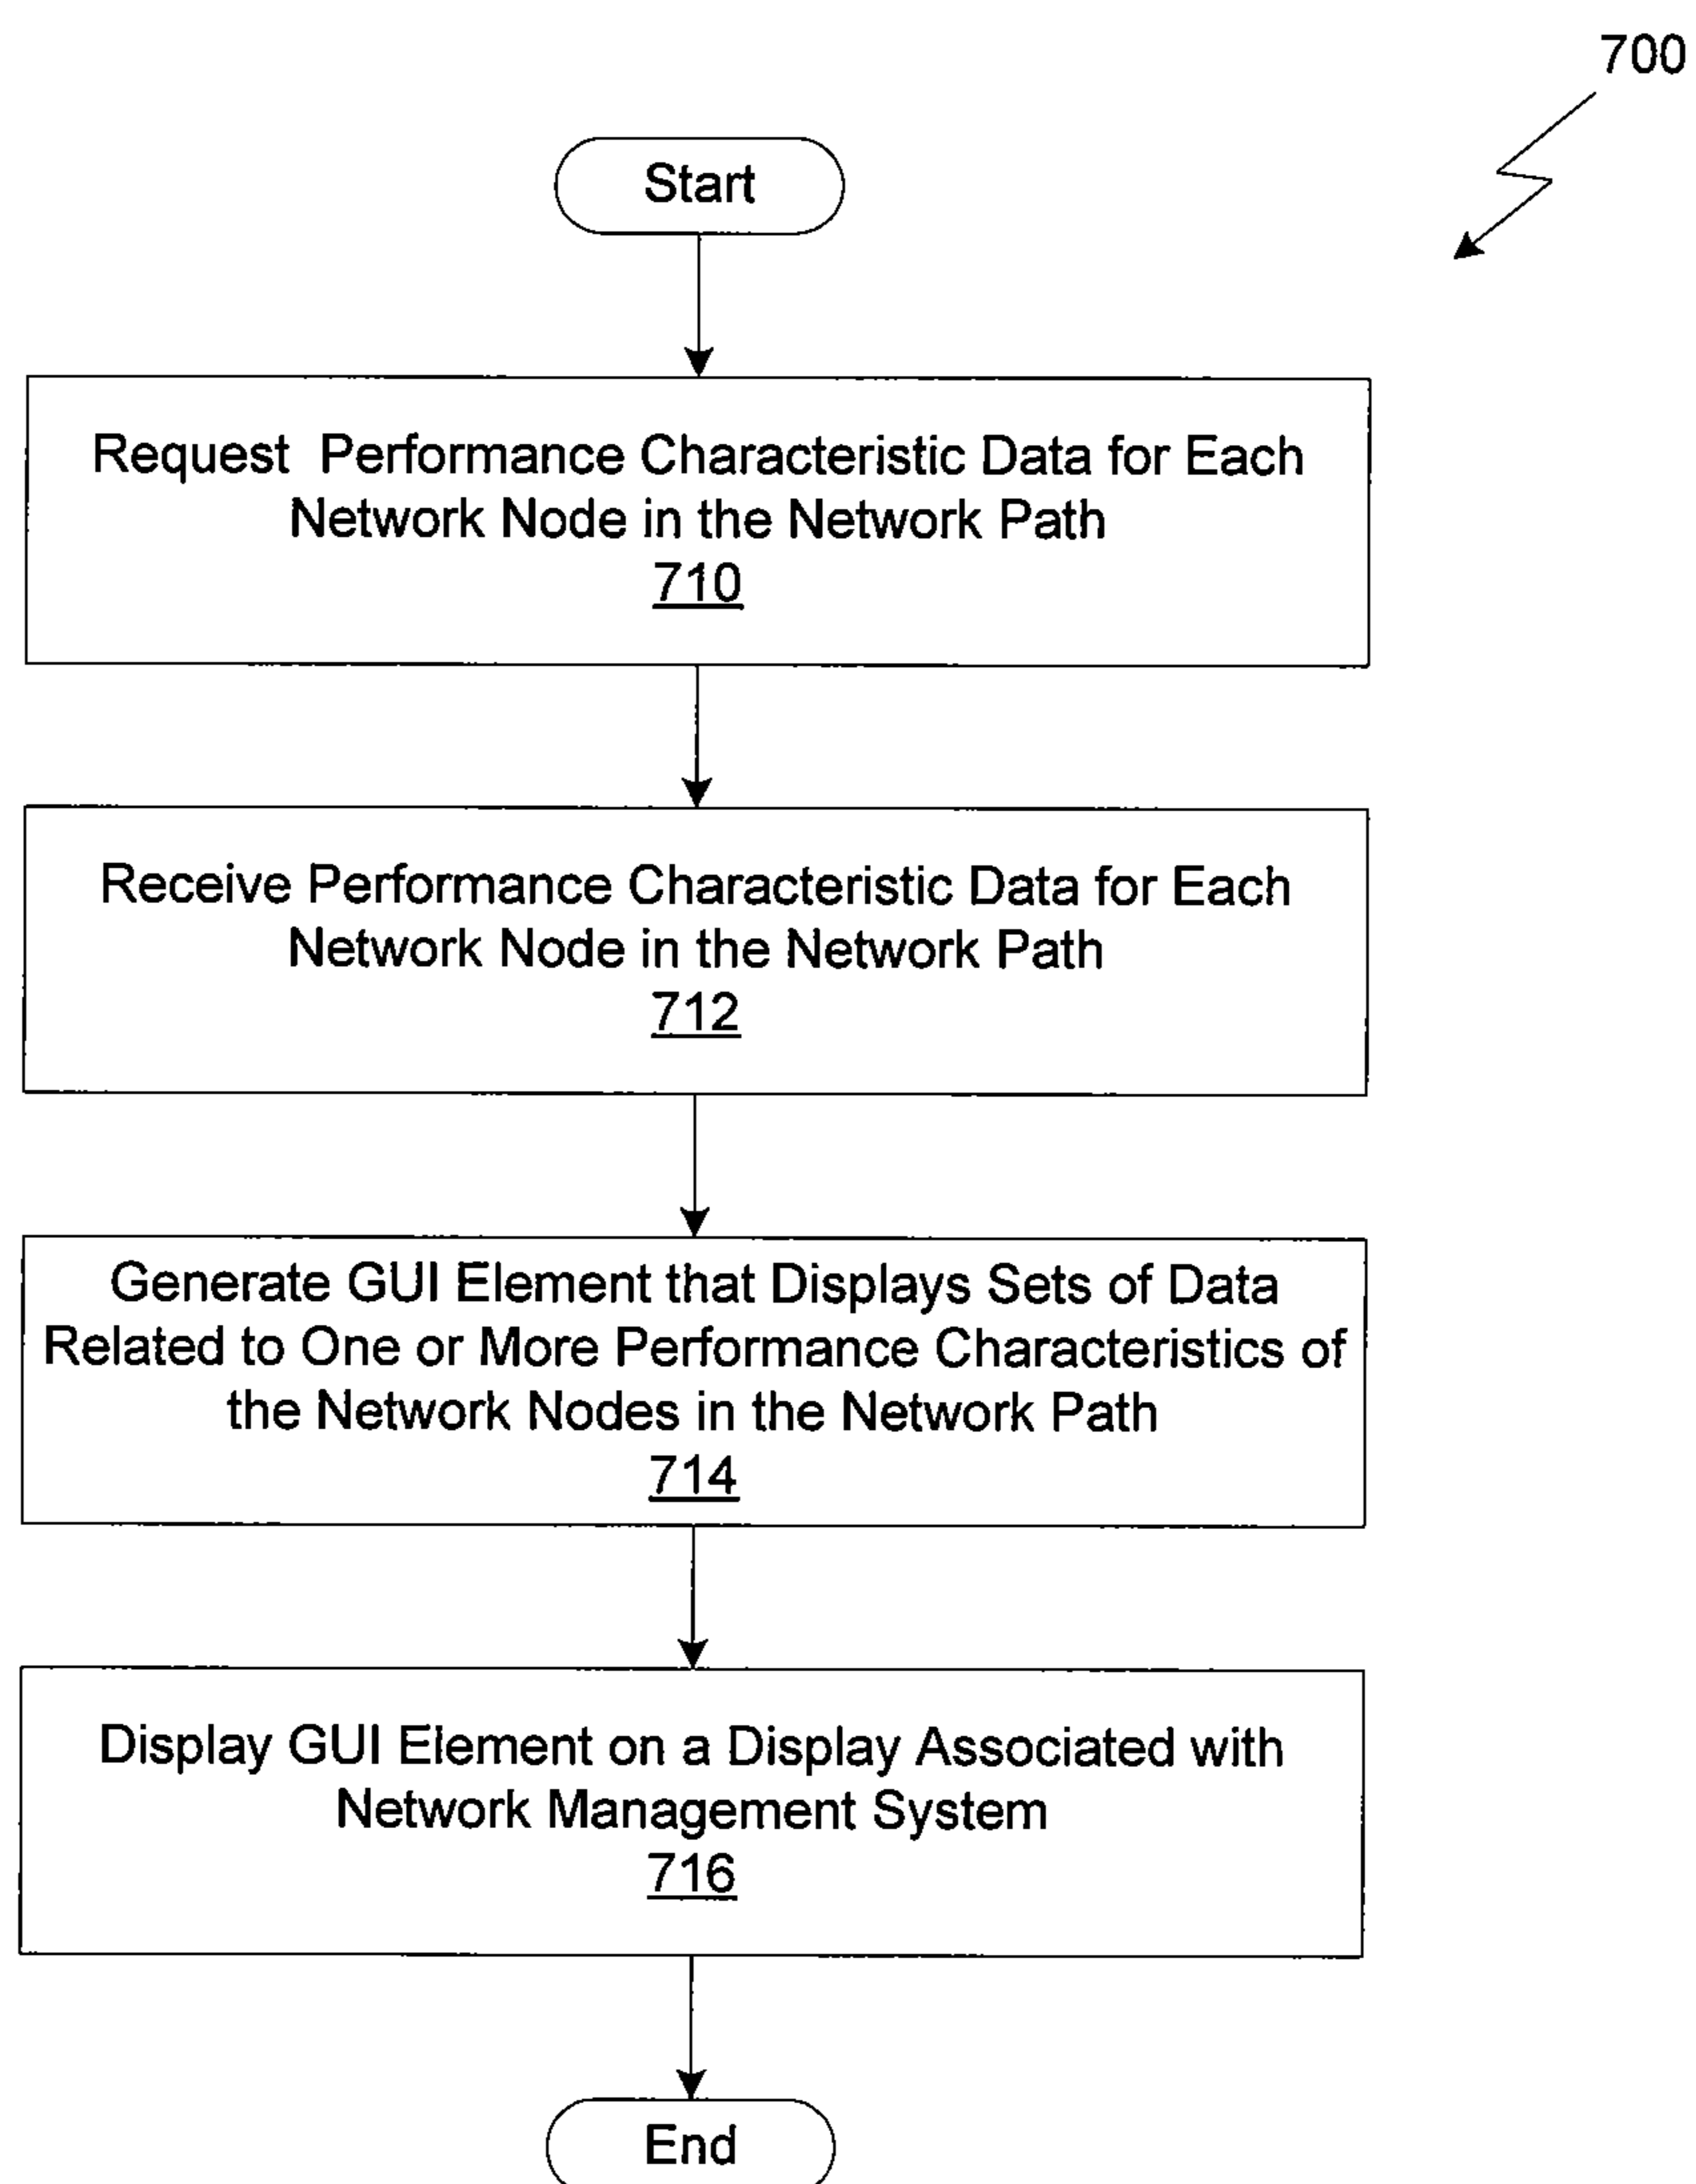 700
Start
Request Performance Characteristic Data for Each
Network Node in the Network Path
710
Receive Performance Characteristic Data for Each
Network Node in the Network Path
712
Generate GUI Element that Displays Sets of Data
Related to One or More Performance Characteristics of
the Network Nodes in the Network Path
714
Display GUI Element on a Display Associated with
Network Management System
716
End